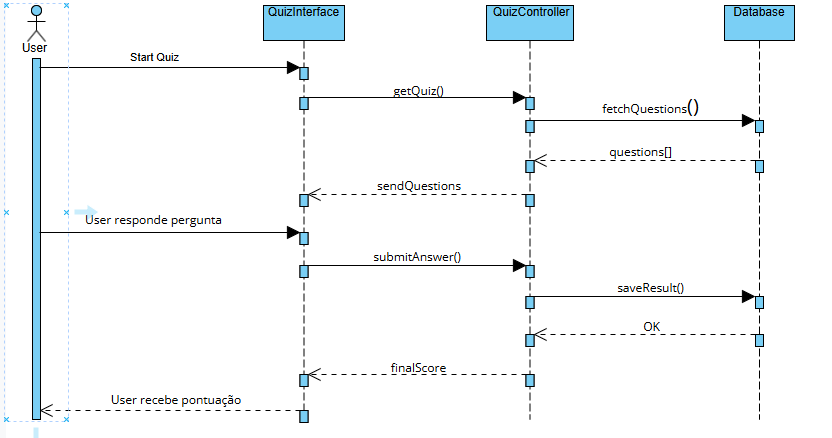 QuizInterface
QuizController
Database
User
Start Quiz
getQuiz()
fetchQuestions()
questions[]
sendQuestions
User responde pergunta
submitAnswer()
saveResult()
OK
finalScore
User recebe pontuação